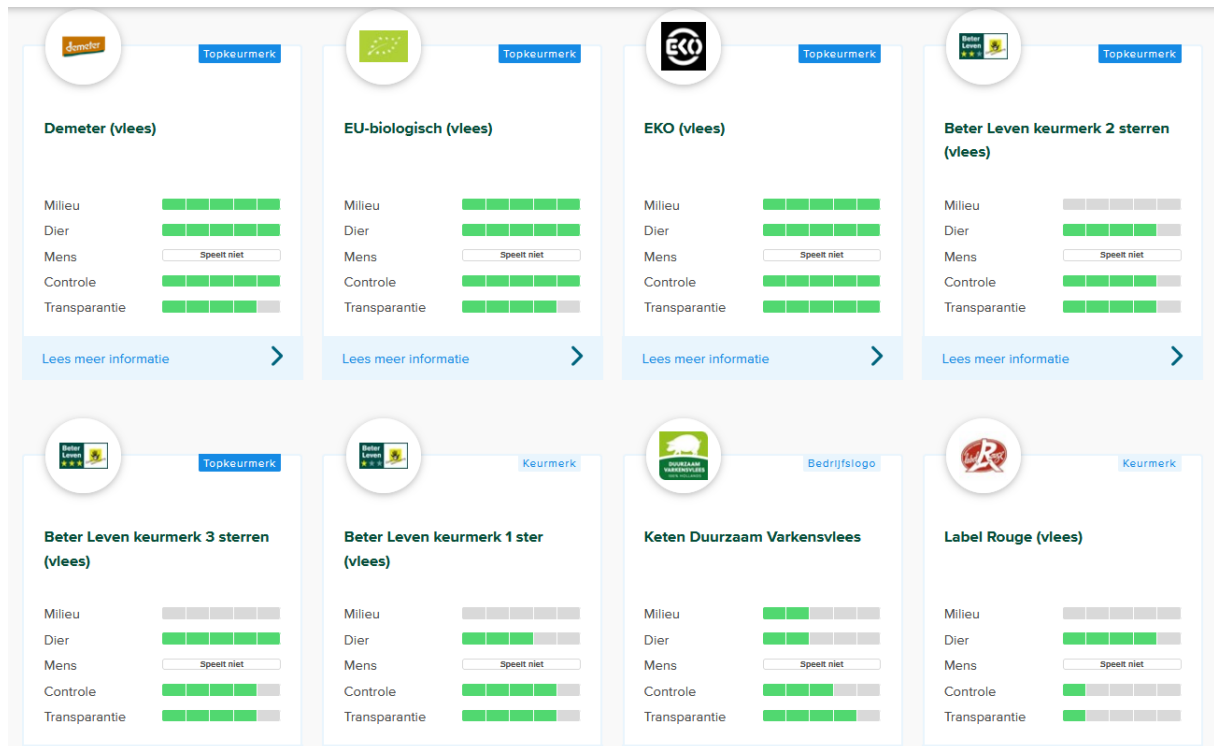 demeter
Topkeurmerk
Demeter (vlees)
Milieu
Dier
Mens Speelt niet
Controle
Transparantie
Lees meer informatie
Topkeurmerk
EU-biologisch (vlees)
Milieu
Dier
Mens Speelt niet
Controle
Transparantie
Lees meer informatie
EKO
Topkeurmerk
EKO (vlees)
Milieu
Dier
Mens Speelt niet
Controle
Transparantie
Lees meer informatie
Beter
Leven
Topkeurmerk
Beter Leven keurmerk 2 sterren
(vlees)
Milieu
Dier
Mens Speelt niet
Controle
Transparantie
Lees meer informatie
Beter
Leven
Topkeurmerk
Beter Leven keurmerk 3 sterren
(vlees)
Milieu
Dier
Mens Speelt niet
Controle
Transparantie
Beter
Leven
Keurmerk
Beter Leven keurmerk 1 ster
(vlees)
Milieu
Dier
Mens Speelt niet
Controle
Transparantie
DUURZAAM
VARKENSVLEES
Bedrijfslogo
Keten Duurzaam Varkensvlees
Milieu
Dier
Mens Speelt niet
Controle
Transparantie
Label Rouge
Keurmerk
Label Rouge (vlees)
Milieu
Dier
Mens Speelt niet
Controle
Transparantie